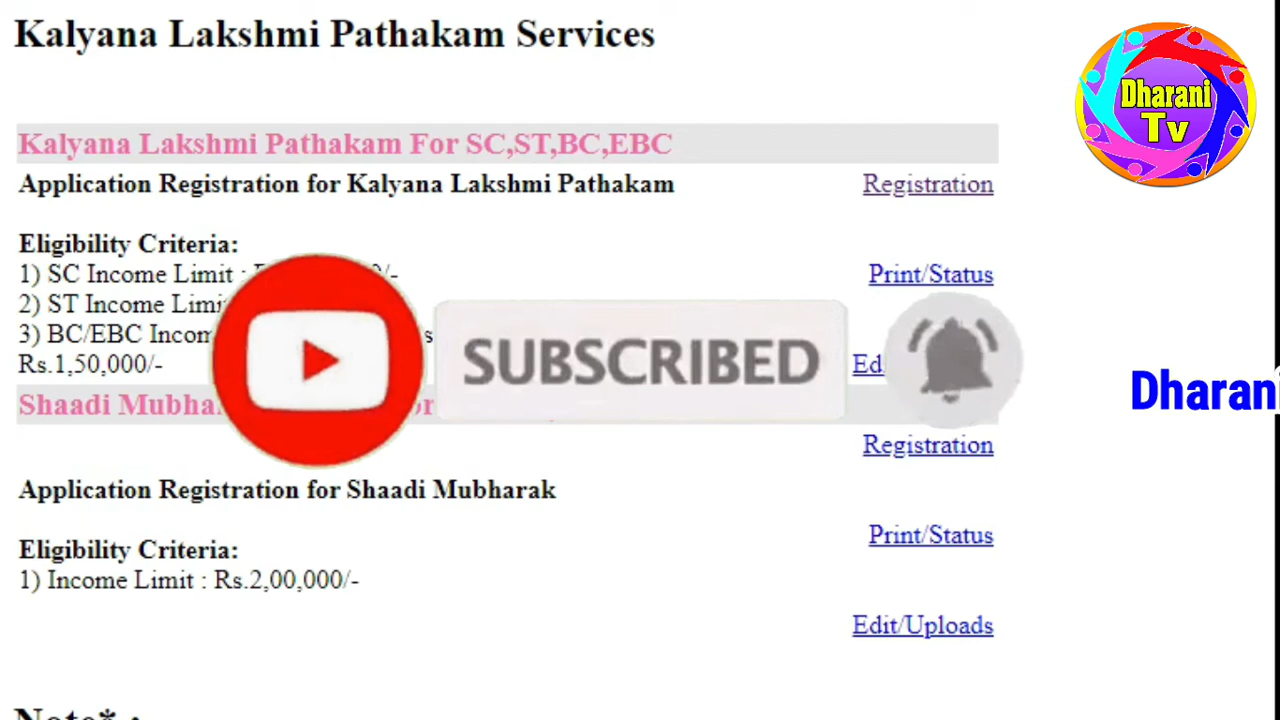 Kalyana Lakshmi Pathakam Services
Dharani
Tv
Kalyana Lakshmi Pathakam For SC,ST,BC,EBC
Application Registration for Kalyana Lakshmi Pathakam Registration
Eligibility Criteria:
1) SC Income Limit : /-
Print/Status
2) ST Income
3) BC/EBC
Rs.1,50,000/-
SUBSCRIBED
Dharani
Shaadi
Registration
Application Registration for Shaadi Mubharak
Print/Status
Eligibility Criteria:
1) Income Limit : Rs.2,00,000/-
Edit/Uploads
Note* :